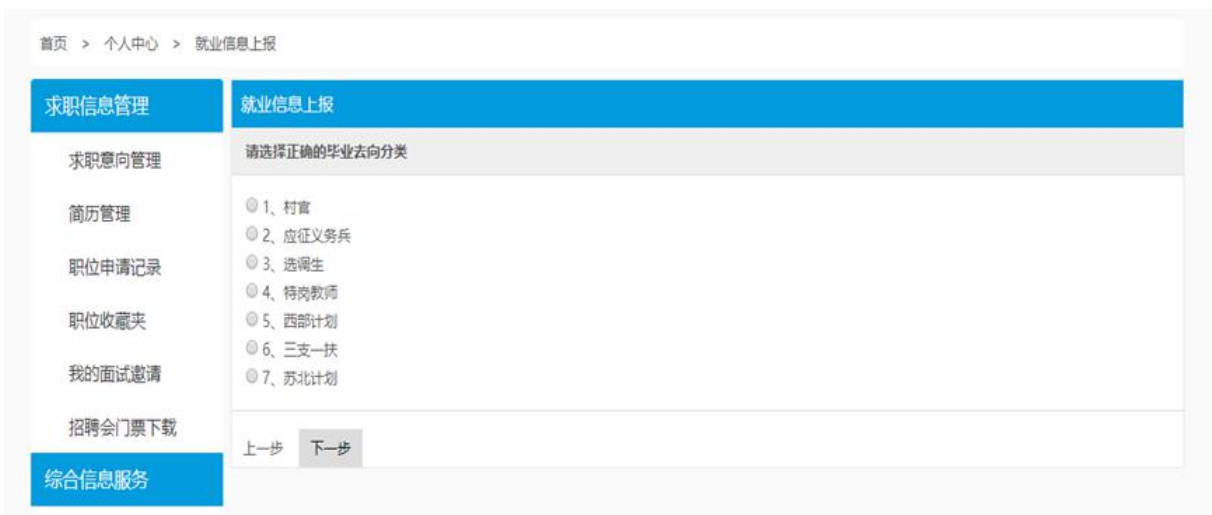 首页 > 个人中心 > 就业信息上报
求职信息管理
求职意向管理
简历管理
职位申请记录
职位收藏夹
我的面试邀请
招聘会门票下载
综合信息服务
就业信息上报
请选择正确的毕业去向分类
1、村官
2、应征义务兵
3、选调生
4、特岗教师
5、西部计划
6、三支一扶
7、苏北计划
上一步 下一步